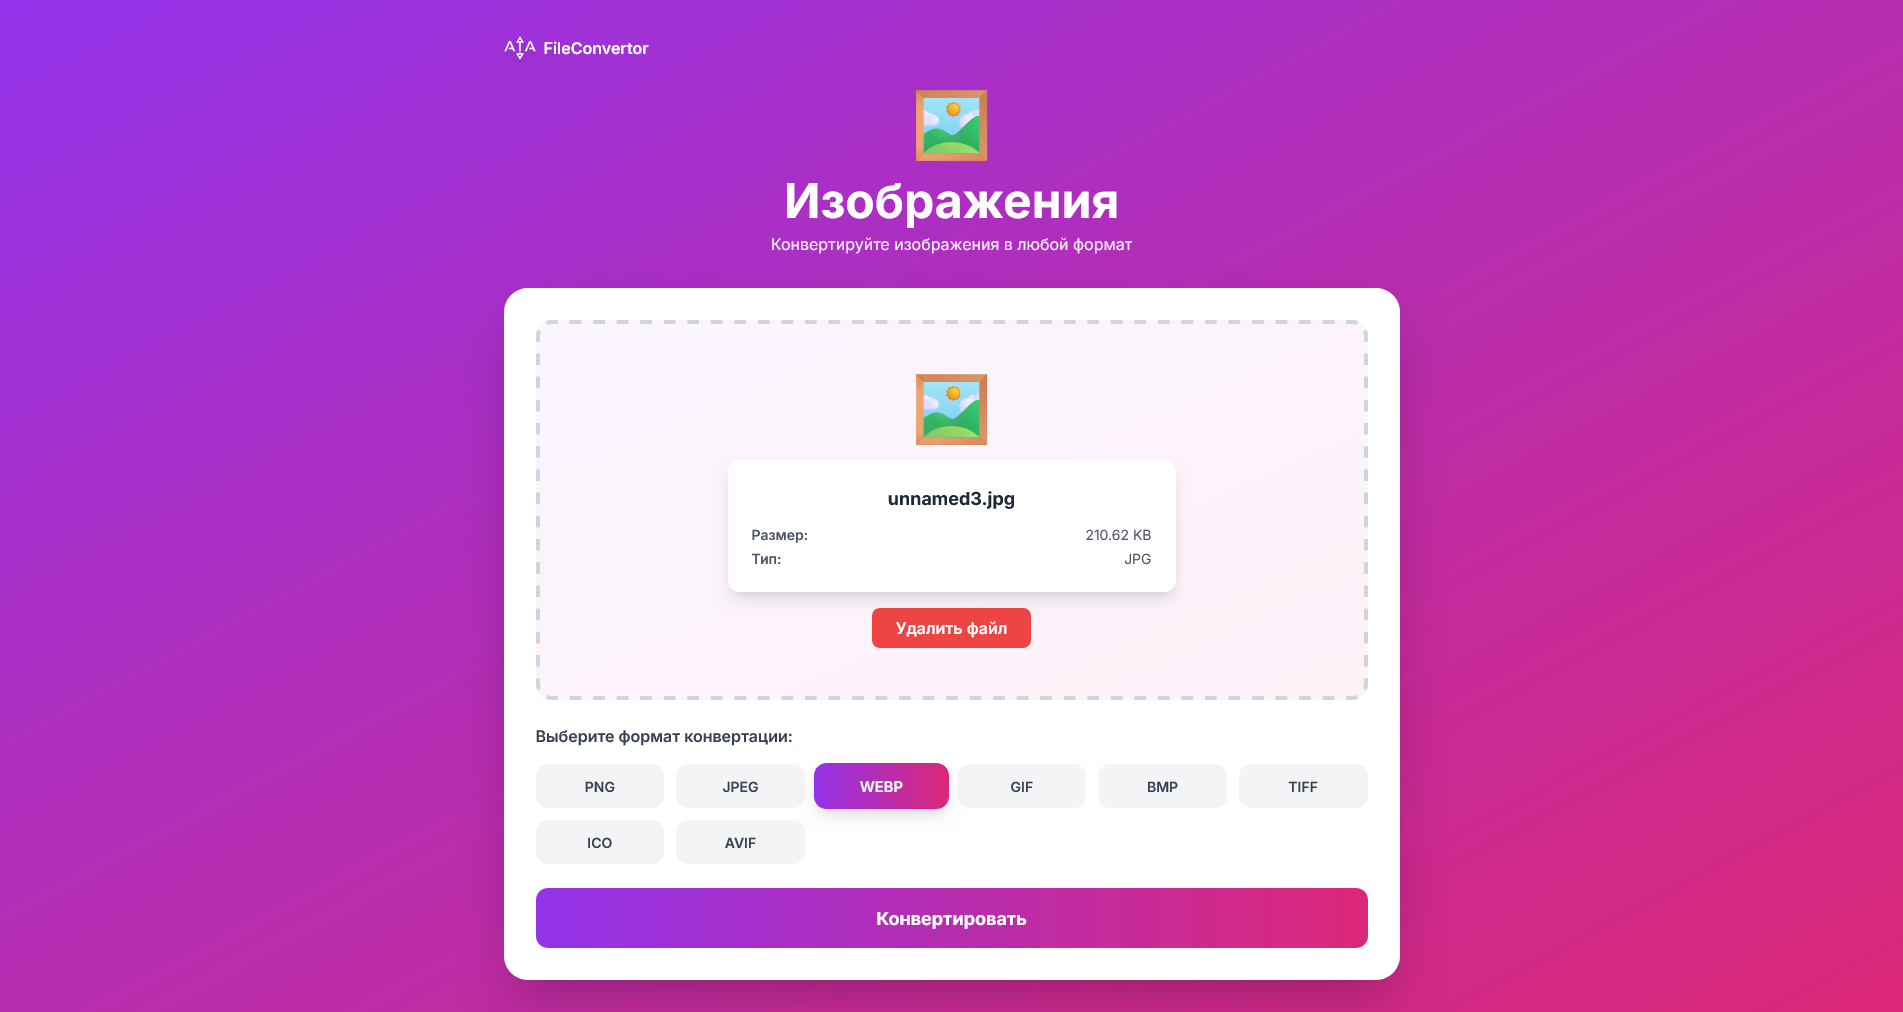 FileConvertor
Изображения
Конвертируйте изображения в любой формат
unnamed3.jpg
Размер: 210.62 KB
Тип: JPG
Удалить файл
Выберите формат конвертации:
PNG JPEG WEBP GIF BMP TIFF
ICO AVIF
Конвертировать